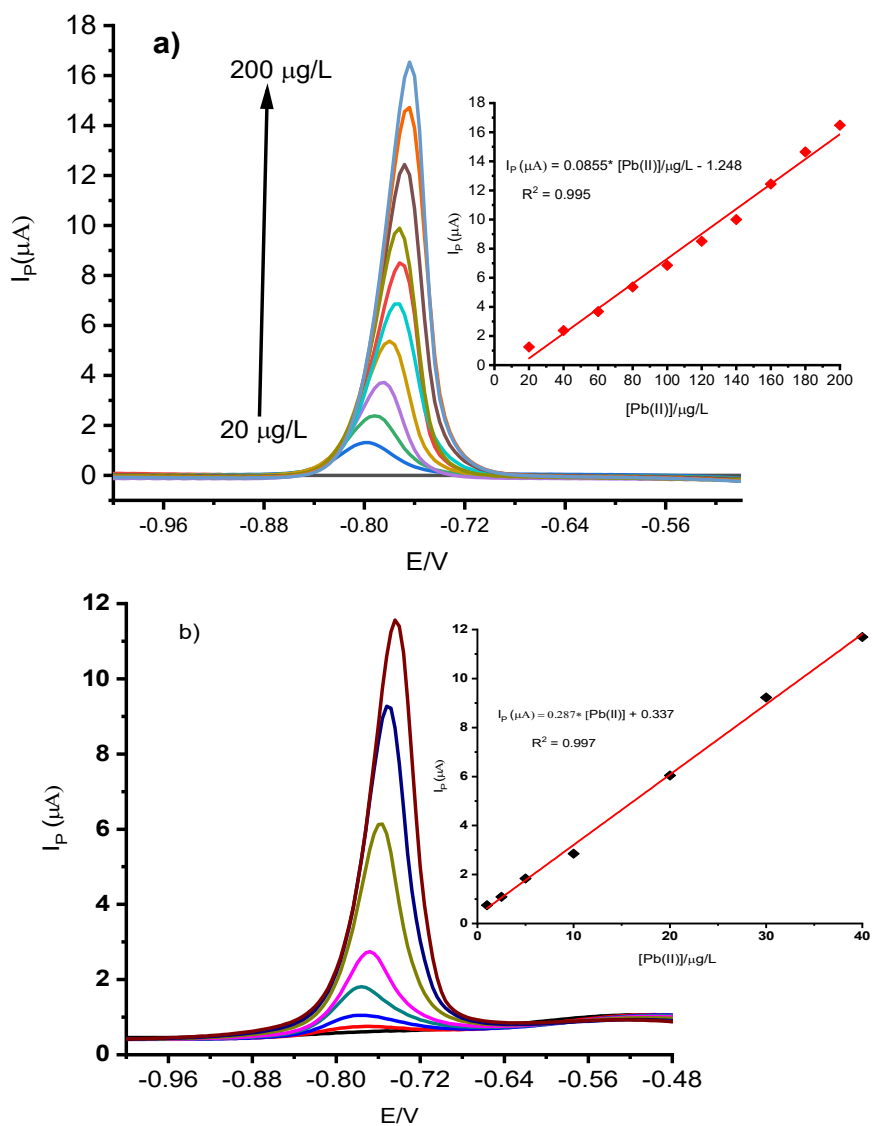 a)
200 μg/L
20 μg/L
I_P(μA)
18
16
14
12
10
8
6
4
2
0
-0.96 -0.88 -0.80 -0.72 -0.64 -0.56
E/V
I_P (μA) = 0.0855* [Pb(II)]/μg/L - 1.248
R² = 0.995
I_P (μA)
18
16
14
12
10
8
6
4
2
0
0 20 40 60 80 100 120 140 160 180 200
[Pb(II)]/μg/L
b)
I_P (μA)
12
10
8
6
4
2
0
-0.96 -0.88 -0.80 -0.72 -0.64 -0.56 -0.48
E/V
I_P (μA) = 0.287* [Pb(II)] + 0.337
R² = 0.997
I_P (μA)
12
10
8
6
4
2
0
0 10 20 30 40
[Pb(II)]/μg/L